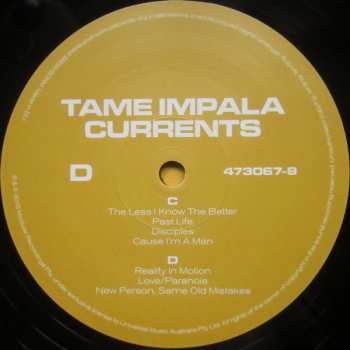 TAME IMPALA
CURRENTS
D
473067-9
C
The Less I Know The Better
Past Life
Disciples
Cause I'm A Man
D
Reality In Motion
Love/Paranoia
New Person, Same Old Mistakes